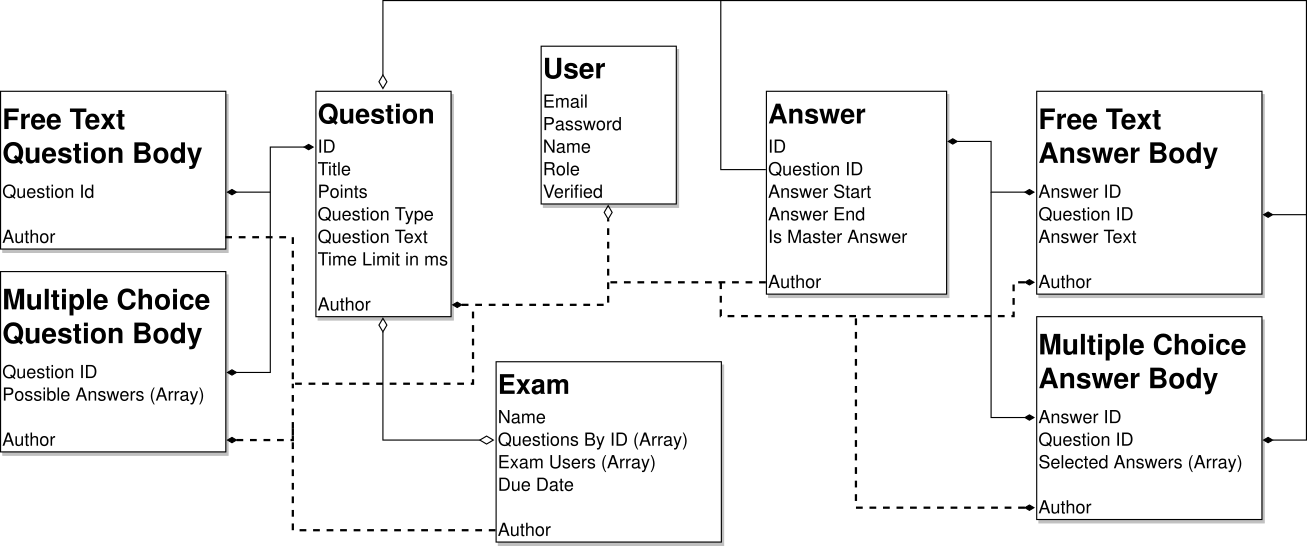 Free Text
Question Body
Question Id
Author
Multiple Choice
Question Body
Question ID
Possible Answers (Array)
Author
Question
ID
Title
Points
Question Type
Question Text
Time Limit in ms
Author
User
Email
Password
Name
Role
Verified
Exam
Name
Questions By ID (Array)
Exam Users (Array)
Due Date
Author
Answer
ID
Question ID
Answer Start
Answer End
Is Master Answer
Author
Free Text
Answer Body
Answer ID
Question ID
Answer Text
Author
Multiple Choice
Answer Body
Answer ID
Question ID
Selected Answers (Array)
Author